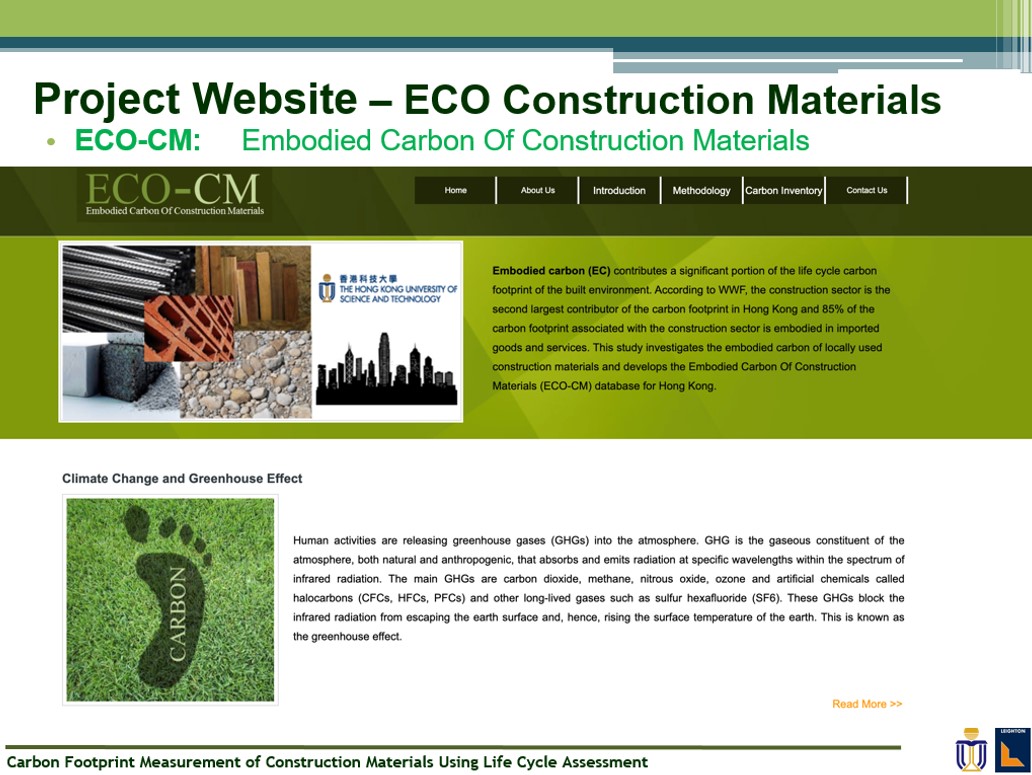 Project Website – ECO Construction Materials
• ECO-CM: Embodied Carbon Of Construction Materials
ECO-CM
Embodied Carbon Of Construction Materials
Home About Us Introduction Methodology Carbon Inventory Contact Us
香港科技大學
THE HONG KONG UNIVERSITY OF
SCIENCE AND TECHNOLOGY
Embodied carbon (EC) contributes a significant portion of the life cycle carbon
footprint of the built environment. According to WWF, the construction sector is the
second largest contributor of the carbon footprint in Hong Kong and 85% of the
carbon footprint associated with the construction sector is embodied in imported
goods and services. This study investigates the embodied carbon of locally used
construction materials and develops the Embodied Carbon Of Construction
Materials (ECO-CM) database for Hong Kong.
Climate Change and Greenhouse Effect
CARBON
Human activities are releasing greenhouse gases (GHGs) into the atmosphere. GHG is the gaseous constituent of the
atmosphere, both natural and anthropogenic, that absorbs and emits radiation at specific wavelengths within the spectrum of
infrared radiation. The main GHGs are carbon dioxide, methane, nitrous oxide, ozone and artificial chemicals called
halocarbons (CFCs, HFCs, PFCs) and other long-lived gases such as sulfur hexafluoride (SF6). These GHGs block the
infrared radiation from escaping the earth surface and, hence, rising the surface temperature of the earth. This is known as
the greenhouse effect.
Read More >>
Carbon Footprint Measurement of Construction Materials Using Life Cycle Assessment
LEIGHTON